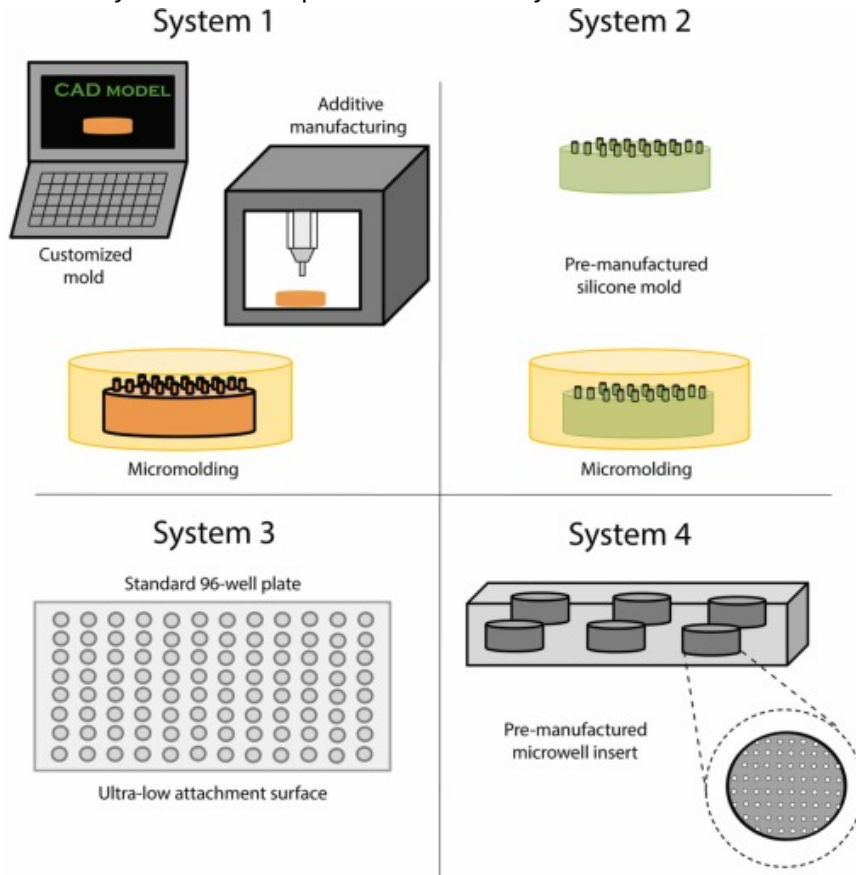 System 1
CAD MODEL
Additive
manufacturing
Customized
mold
Micromolding
System 2
Pre-manufactured
silicone mold
Micromolding
System 3
Standard 96-well plate
Ultra-low attachment surface
System 4
Pre-manufactured
microwell insert